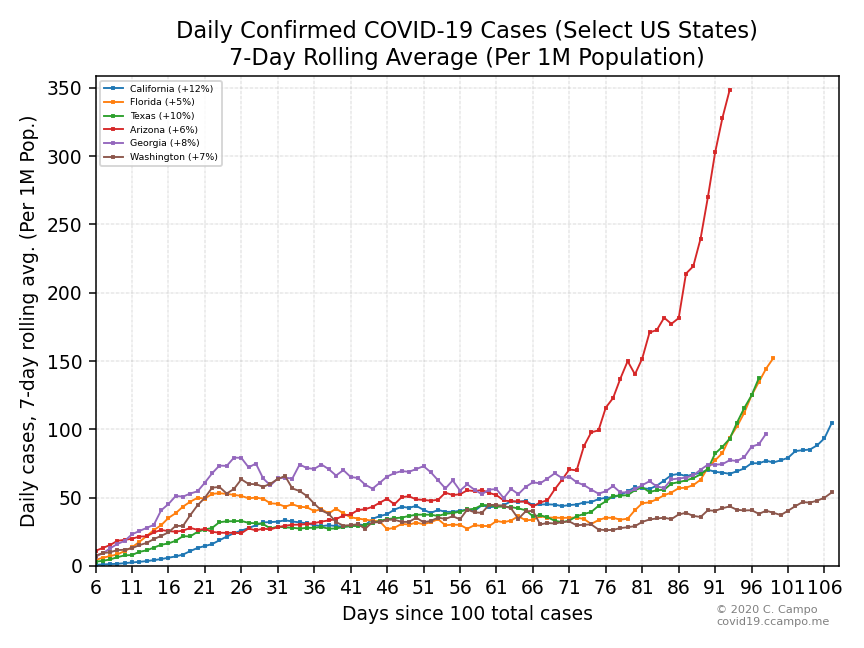 Daily Confirmed COVID-19 Cases (Select US States)
7-Day Rolling Average (Per 1M Population)
Daily cases, 7-day rolling avg. (Per 1M Pop.)
350
300
250
200
150
100
50
0
California (+12%)
Florida (+5%)
Texas (+10%)
Arizona (+6%)
Georgia (+8%)
Washington (+7%)
6 11 16 21 26 31 36 41 46 51 56 61 66 71 76 81 86 91 96 101 106
Days since 100 total cases
© 2020 C. Campo
covid19.ccampo.me